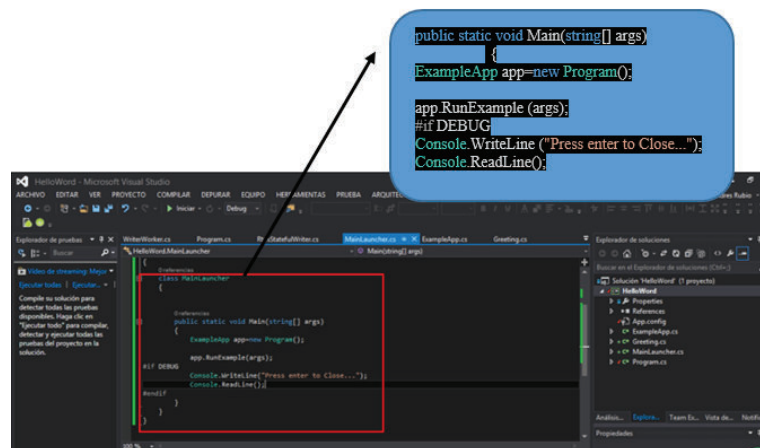 public static void Main(string[] args)
{
ExampleApp app=new Program();
app.RunExample (args);
#if DEBUG
Console.WriteLine ("Press enter to Close...");
Console.ReadLine();
HelloWord - Microsoft Visual Studio
ARCHIVO EDITAR VER PROYECTO COMPILAR DEPURAR EQUIPO HERRAMIENTAS PRUEBA
Rubio
Iniciar Debug
Explorador de pruebas
WriterWorker.cs Program.cs MainLauncher.cs ExampleApp.cs Greeting.cs
Explorador de soluciones
Buscar
HelloWord.MainLauncher
Main(string[] args)
Buscar en el Explorador de soluciones (Ctrl+;)
Video de streaming: Mejor
Ejecutar todas | Ejecutar...
Compile su solución para
detectar todas las pruebas
disponibles. Haga clic en
"Ejecutar todo" para compilar,
detectar y ejecutar todas las
pruebas del proyecto en la
solución.
{
0 referencias
class MainLauncher
{
0 referencias
public static void Main(string[] args)
{
ExampleApp app=new Program();
app.RunExample(args);
#if DEBUG
Console.WriteLine("Press enter to Close...");
Console.ReadLine();
#endif
}
}
}
100 %
Solución 'HelloWord' (1 proyecto)
HelloWord
Properties
References
App.config
ExampleApp.cs
Greeting.cs
MainLauncher.cs
Program.cs
Análisis... Explora... Team Ex... Vista de... Notifi
Propiedades